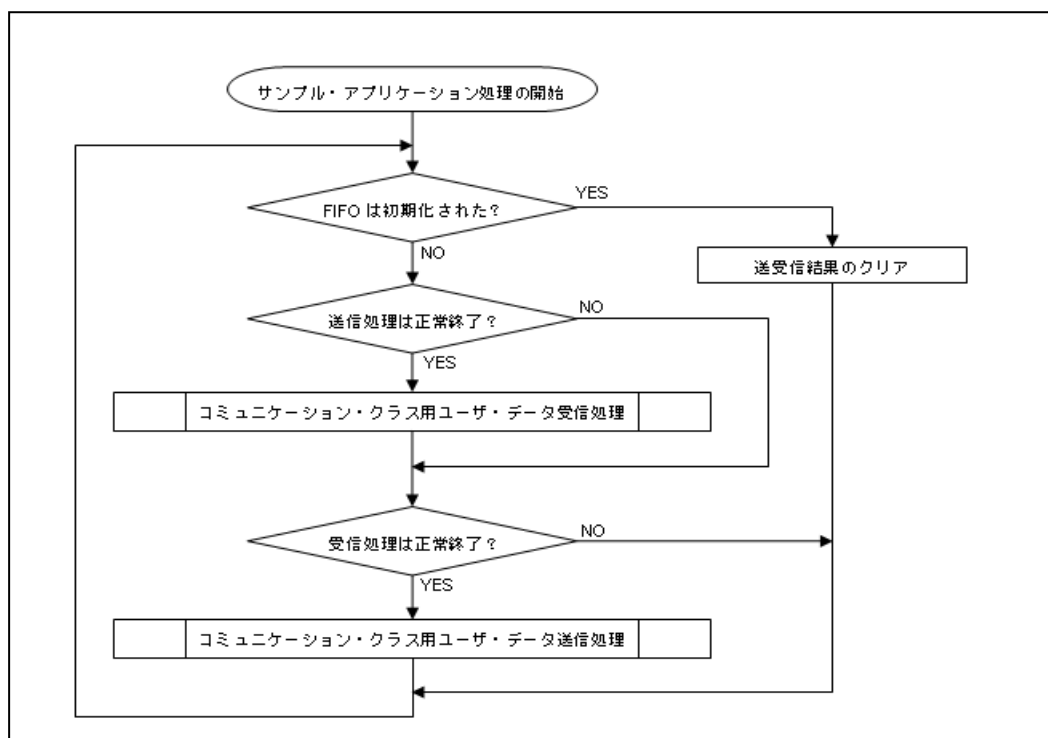 サンプル・アプリケーション処理の開始
FIFO は初期化された？
YES
NO
送受信結果のクリア
送信処理は正常終了？
NO
YES
コミュニケーション・クラス用ユーザ・データ受信処理
受信処理は正常終了？
NO
YES
コミュニケーション・クラス用ユーザ・データ送信処理